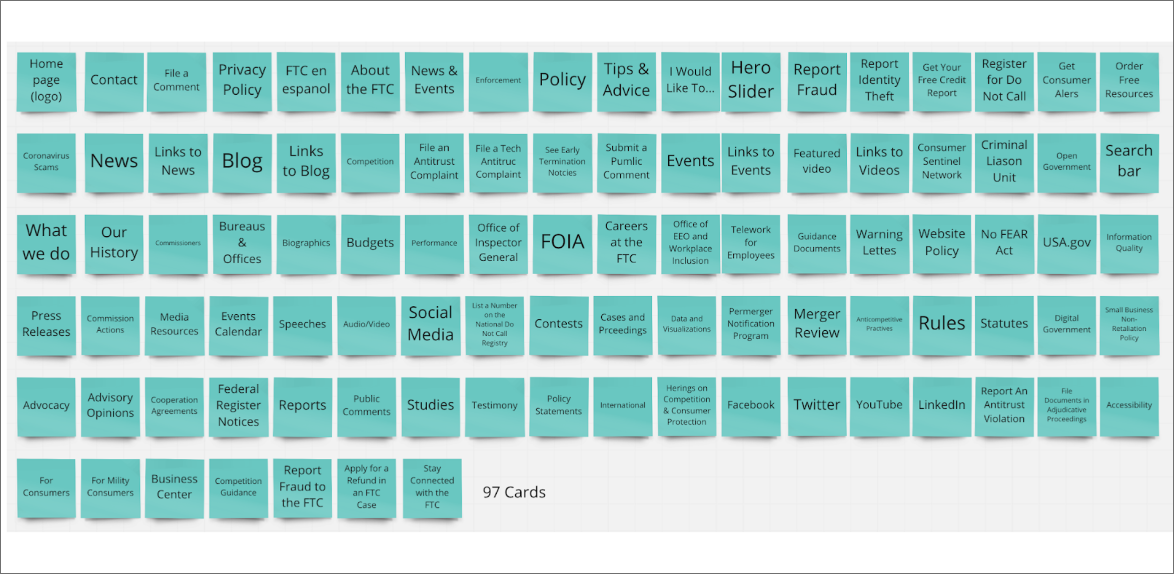 Home
page
(logo)
Contact
File a
Comment
Privacy
Policy
FTC en
espanol
About
the FTC
News &
Events
Enforcement
Policy
Tips &
Advice
I Would
Like To...
Hero
Slider
Report
Fraud
Report
Identity
Theft
Get Your
Free Credit
Report
Register
for Do
Not Call
Get
Consumer
Alers
Order
Free
Resources
Coronavirus
Scams
News
Links to
News
Blog
Links
to Blog
Competition
File an
Antitrust
Complaint
File a Tech
Antitruc
Complaint
See Early
Termination
Notcies
Submit a
Pumlic
Comment
Events
Links to
Events
Featured
video
Links to
Videos
Consumer
Sentinel
Network
Criminal
Liason
Unit
Open
Government
Search
bar
What
we do
Our
History
Commissioners
Bureaus
&
Offices
Biographics
Budgets
Performance
Office of
Inspector
General
FOIA
Careers
at the
FTC
Office of
EEO and
Workplace
Inclusion
Telework
for
Employees
Guidance
Documents
Warning
Lettes
Website
Policy
No FEAR
Act
USA.gov
Information
Quality
Press
Releases
Commission
Actions
Media
Resources
Events
Calendar
Speeches
Audio/Video
Social
Media
List a Number
on the
National Do
Not Call
Registry
Contests
Cases and
Prceedings
Data and
Visualizations
Permerger
Notification
Program
Merger
Review
Anticompetitive
Practives
Rules
Statutes
Digital
Government
Small Business
Non-
Retaliation
Policy
Advocacy
Advisory
Opinions
Cooperation
Agreements
Federal
Register
Notices
Reports
Public
Comments
Studies
Testimony
Policy
Statements
International
Herings on
Competition
& Consumer
Protection
Facebook
Twitter
YouTube
LinkedIn
Report An
Antitrust
Violation
File
Documents in
Adjudicative
Proceedings
Accessibility
For
Consumers
For Mility
Consumers
Business
Center
Competition
Guidance
Report
Fraud to
the FTC
Apply for a
Refund in
an FTC
Case
Stay
Connected
with the
FTC
97 Cards